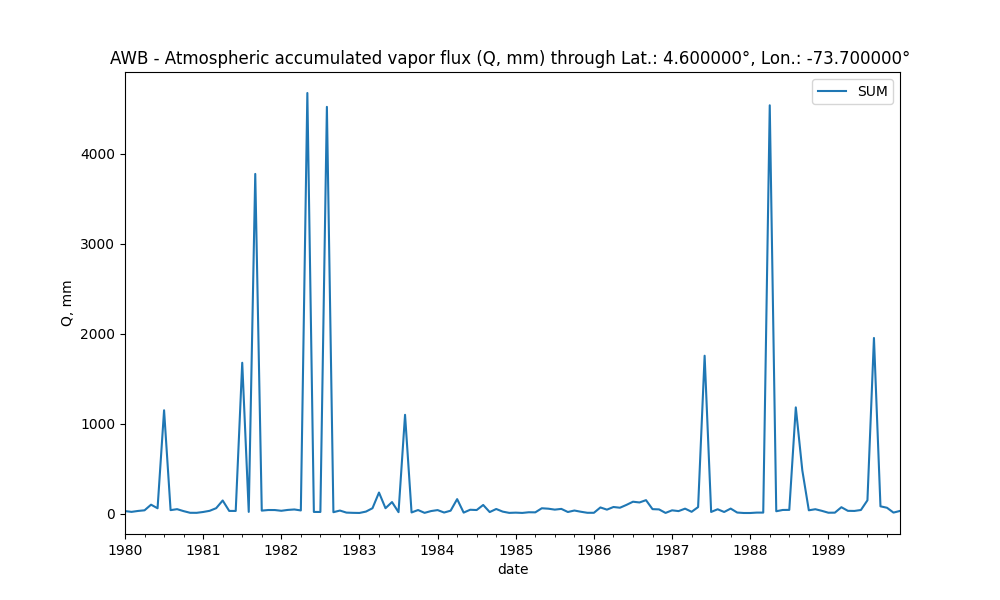 AWB - Atmospheric accumulated vapor flux (Q, mm) through Lat.: 4.600000°, Lon.: -73.700000°
SUM
4000
3000
2000
1000
0
Q, mm
1980 1981 1982 1983 1984 1985 1986 1987 1988 1989
date